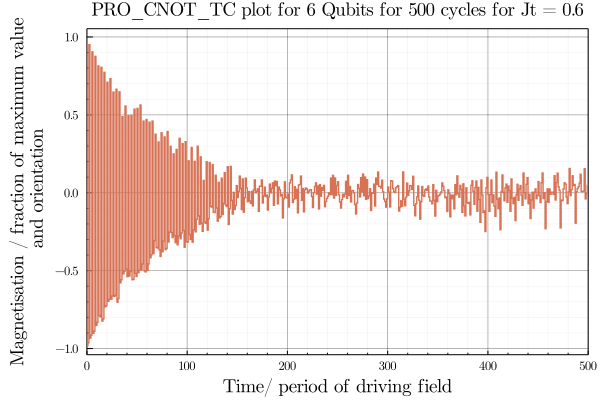 PRO_CNOT_TC plot for 6 Qubits for 500 cycles for Jt = 0.6
Magnetisation / fraction of maximum value
and orientation
1.0
0.5
0.0
−0.5
−1.0
0
100
200
300
400
500
Time/ period of driving field